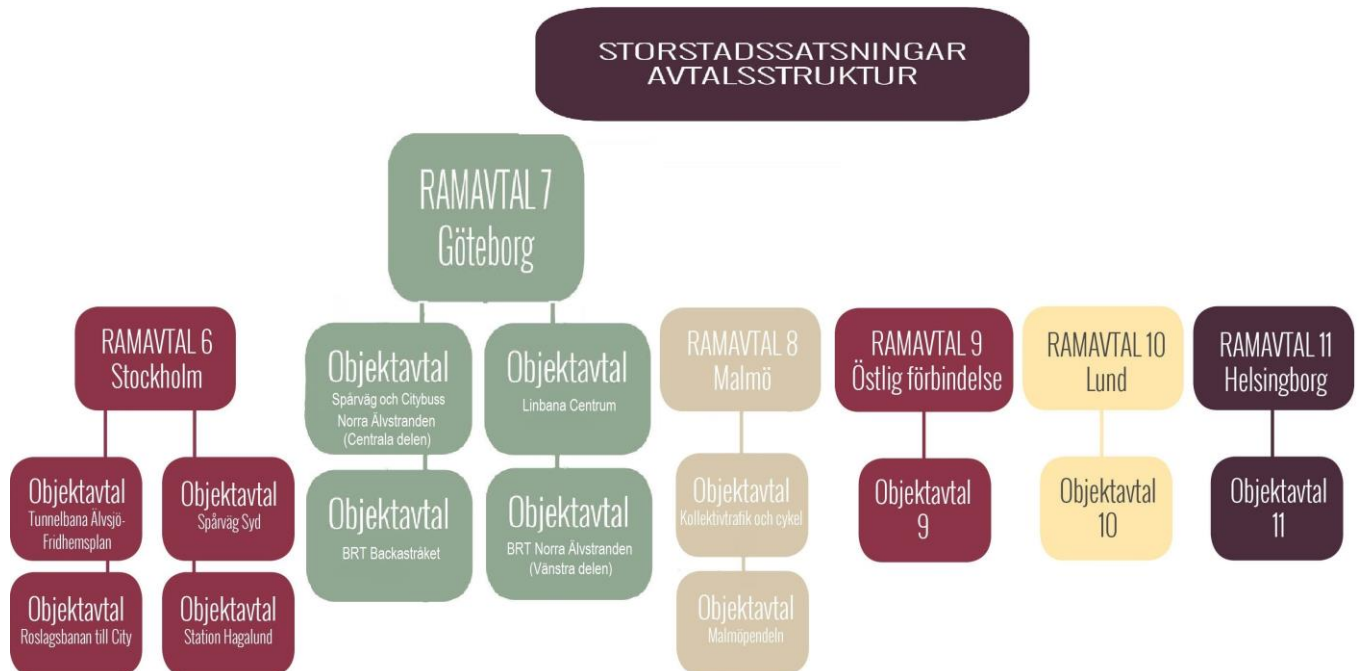 STORSTADSSATSNINGAR
AVTALSSTRUKTUR
RAMAVTAL 7
Göteborg
RAMAVTAL 6
Stockholm
Objektavtal
Tunnelbana Älvsjö-
Fridhemsplan
Objektavtal
Spårväg Syd
Objektavtal
Roslagsbanan till City
Objektavtal
Station Hagalund
Objektavtal
Spårväg och Citybuss
Norra Älvstranden
(Centrala delen)
Objektavtal
Linbana Centrum
Objektavtal
BRT Backastråket
Objektavtal
BRT Norra Älvstranden
(Vänstra delen)
RAMAVTAL 8
Malmö
Objektavtal
Kollektivtrafik och cykel
Objektavtal
Malmöpendeln
RAMAVTAL 9
Östlig förbindelse
Objektavtal
9
RAMAVTAL 10
Lund
Objektavtal
10
RAMAVTAL 11
Helsingborg
Objektavtal
11